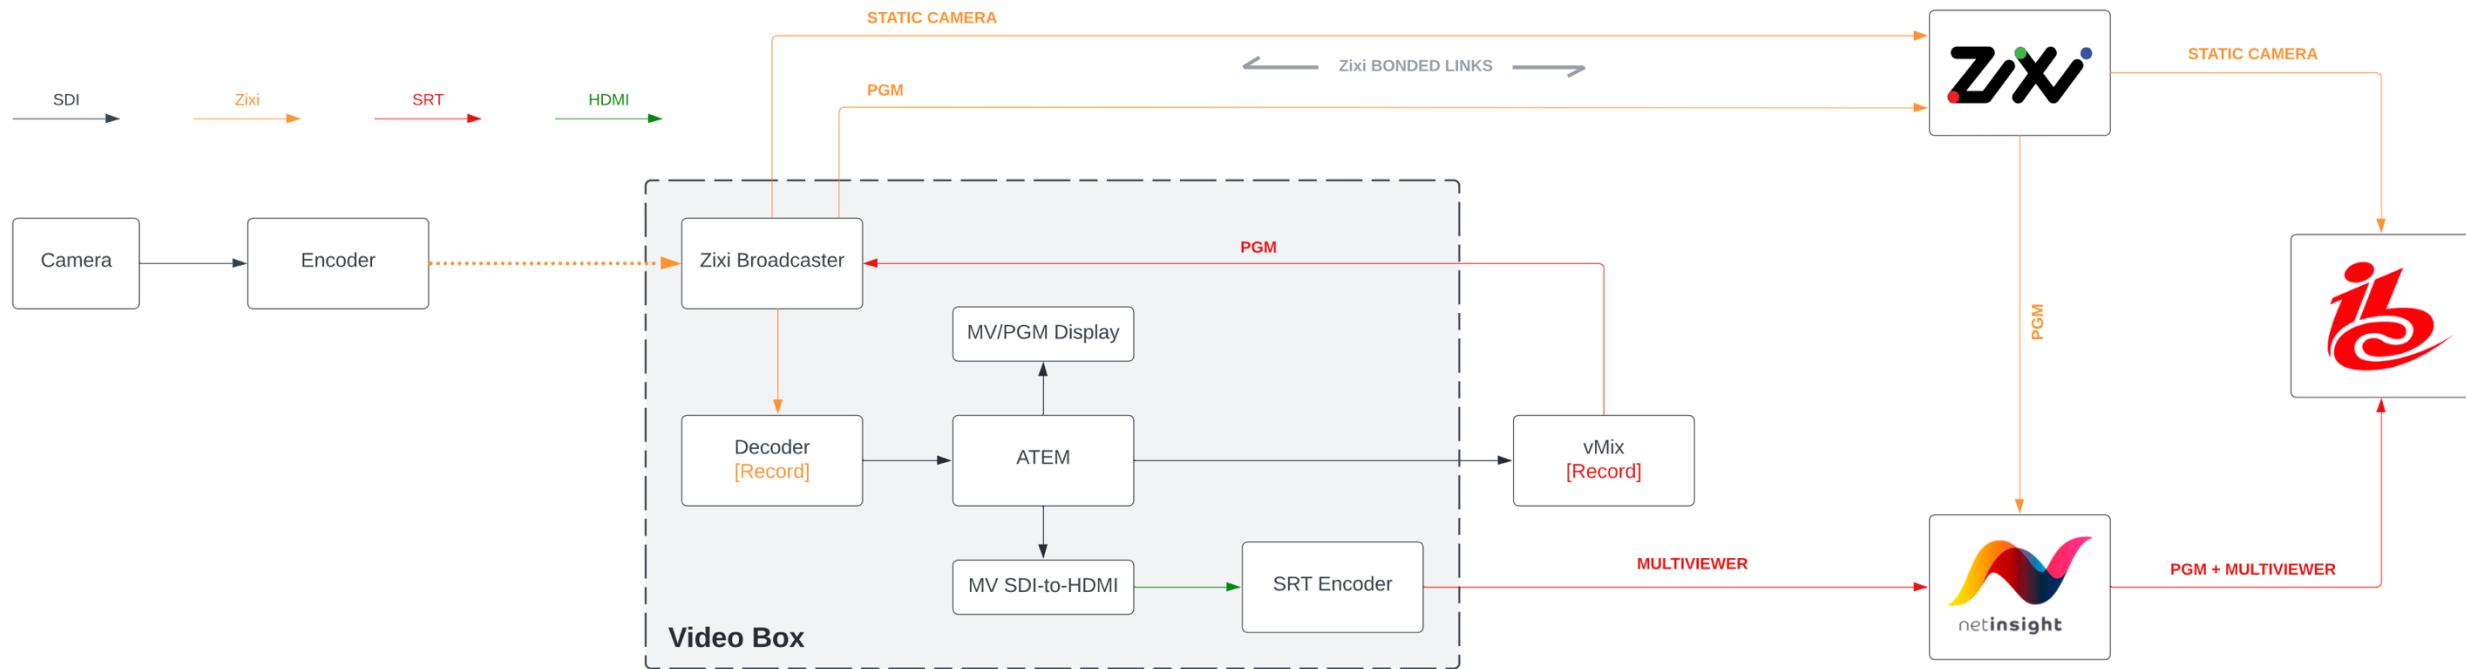 STATIC CAMERA
Zixi BONDED LINKS
PGM
SDI
Zixi
SRT
HDMI
zixi
STATIC CAMERA
Camera
Encoder
Zixi Broadcaster
PGM
PGM
MV/PGM Display
ibc
Decoder
[Record]
ATEM
vMix
[Record]
MV SDI-to-HDMI
SRT Encoder
MULTIVIEWER
netinsight
PGM + MULTIVIEWER
Video Box